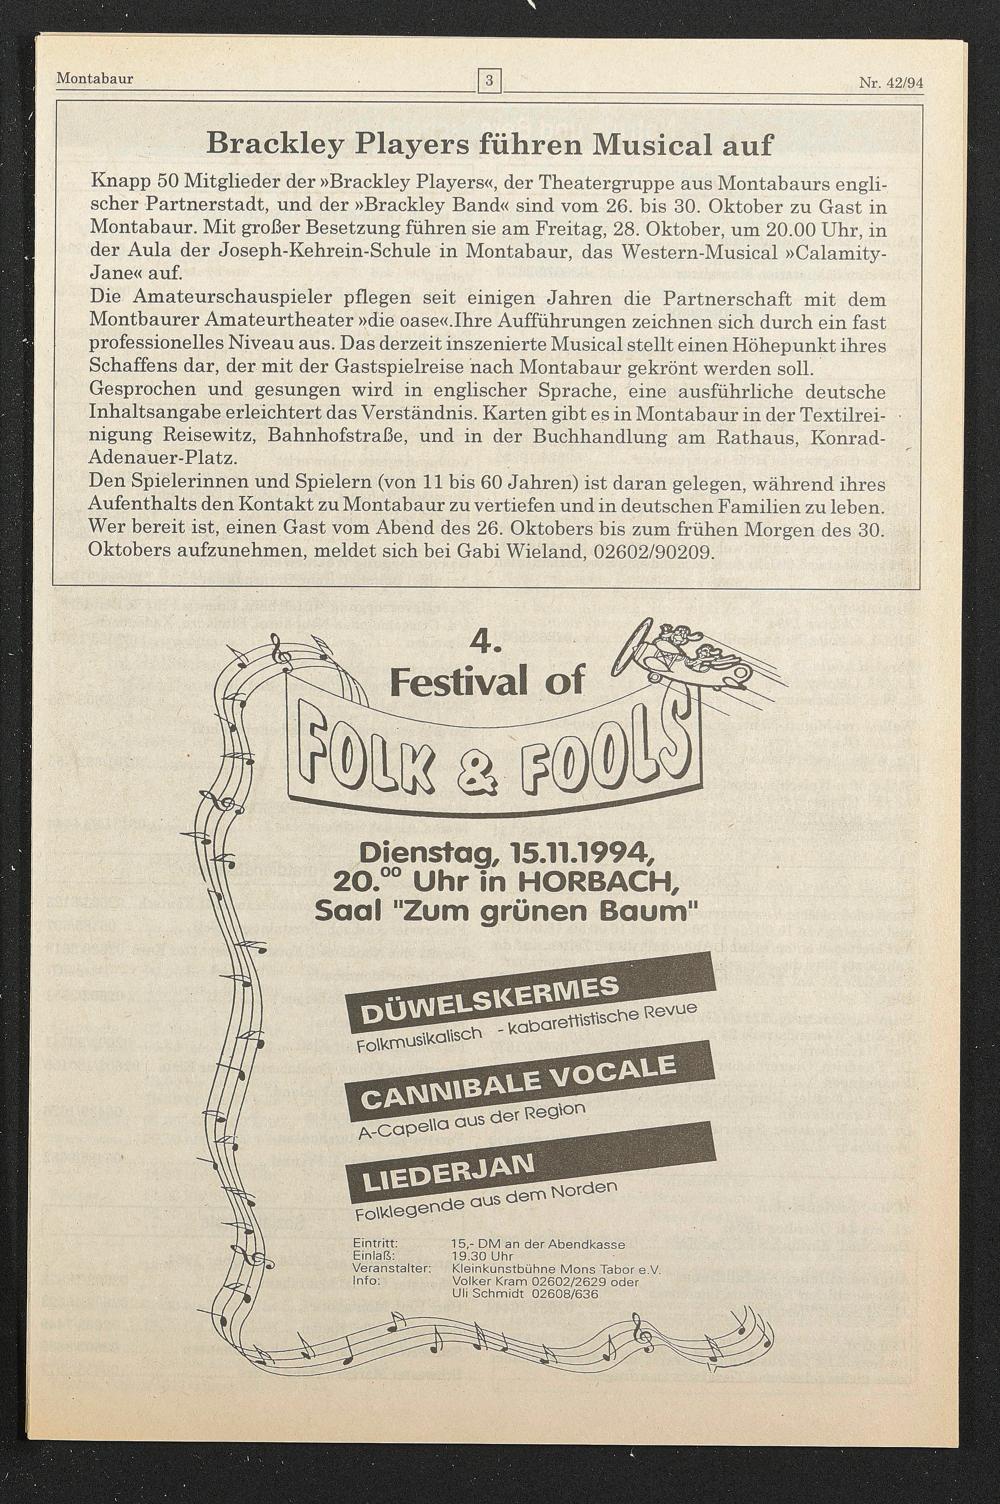 Montabaur
3
Nr. 42/94
Brackley Players führen Musical auf
Knapp 50 Mitglieder der »Brackley Players«, der Theatergruppe aus Montabaurs engli-
scher Partnerstadt, und der »Brackley Band« sind vom 26. bis 30. Oktober zu Gast in
Montabaur. Mit großer Besetzung führen sie am Freitag, 28. Oktober, um 20.00 Uhr, in
der Aula der Joseph-Kehrein-Schule in Montabaur, das Western-Musical »Calamity-
Jane« auf.
Die Amateurschauspieler pflegen seit einigen Jahren die Partnerschaft mit dem
Montbaurer Amateurtheater »die oase«.Ihre Aufführungen zeichnen sich durch ein fast
professionelles Niveau aus. Das derzeit inszenierte Musical stellt einen Höhepunkt ihres
Schaffens dar, der mit der Gastspielreise nach Montabaur gekrönt werden soll.
Gesprochen und gesungen wird in englischer Sprache, eine ausführliche deutsche
Inhaltsangabe erleichtert das Verständnis. Karten gibt es in Montabaur in der Textilrei-
nigung Reisewitz, Bahnhofstraße, und in der Buchhandlung am Rathaus, Konrad-
Adenauer-Platz.
Den Spielerinnen und Spielern (von 11 bis 60 Jahren) ist daran gelegen, während ihres
Aufenthalts den Kontakt zu Montabaur zu vertiefen und in deutschen Familien zu leben.
Wer bereit ist, einen Gast vom Abend des 26. Oktobers bis zum frühen Morgen des 30.
Oktobers aufzunehmen, meldet sich bei Gabi Wieland, 02602/90209.
4.
Festival of
FOLK & FOOLS
Dienstag, 15.11.1994,
20.00 Uhr in HORBACH,
Saal "Zum grünen Baum"
DÜWELSKERMES
Folkmusikalisch - kabarettistische Revue
CANNIBALE VOCALE
A-Capella aus der Region
LIEDERJAN
Folklegende aus dem Norden
Eintritt: 15,- DM an der Abendkasse
Einlaß: 19.30 Uhr
Veranstalter: Kleinkunstbühne Mons Tabor e.V.
Info: Volker Kram 02602/2629 oder
Uli Schmidt 02608/636